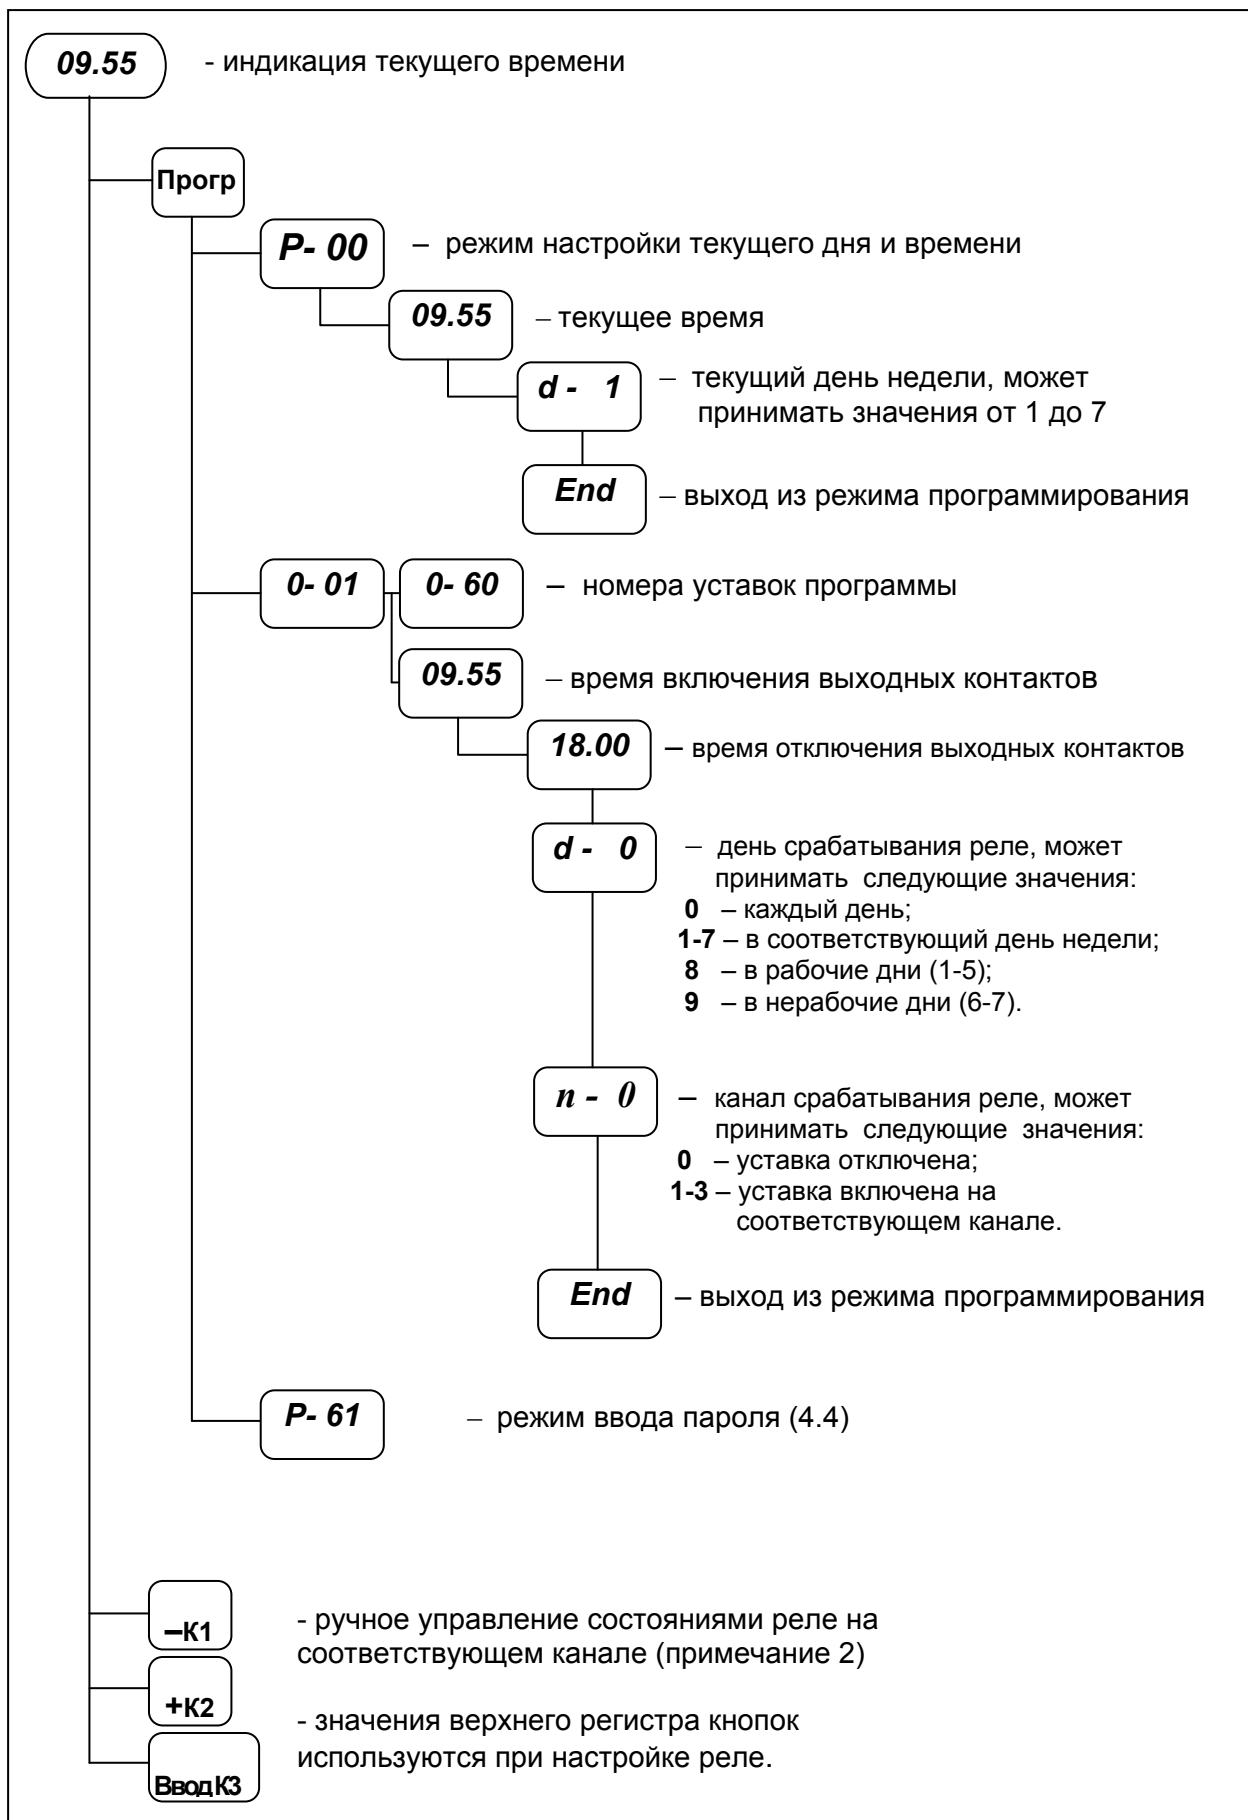 09.55 - индикация текущего времени
Прогр
P- 00 – режим настройки текущего дня и времени
09.55 – текущее время
d - 1 – текущий день недели, может
принимать значения от 1 до 7
End – выход из режима программирования
0- 01 0- 60 – номера уставок программы
09.55 – время включения выходных контактов
18.00 – время отключения выходных контактов
d - 0 – день срабатывания реле, может
принимать следующие значения:
0 – каждый день;
1-7 – в соответствующий день недели;
8 – в рабочие дни (1-5);
9 – в нерабочие дни (6-7).
n - 0 – канал срабатывания реле, может
принимать следующие значения:
0 – уставка отключена;
1-3 – уставка включена на
соответствующем канале.
End – выход из режима программирования
P- 61 – режим ввода пароля (4.4)
–К1 - ручное управление состояниями реле на
соответствующем канале (примечание 2)
+К2 - значения верхнего регистра кнопок
используются при настройке реле.
Ввод К3